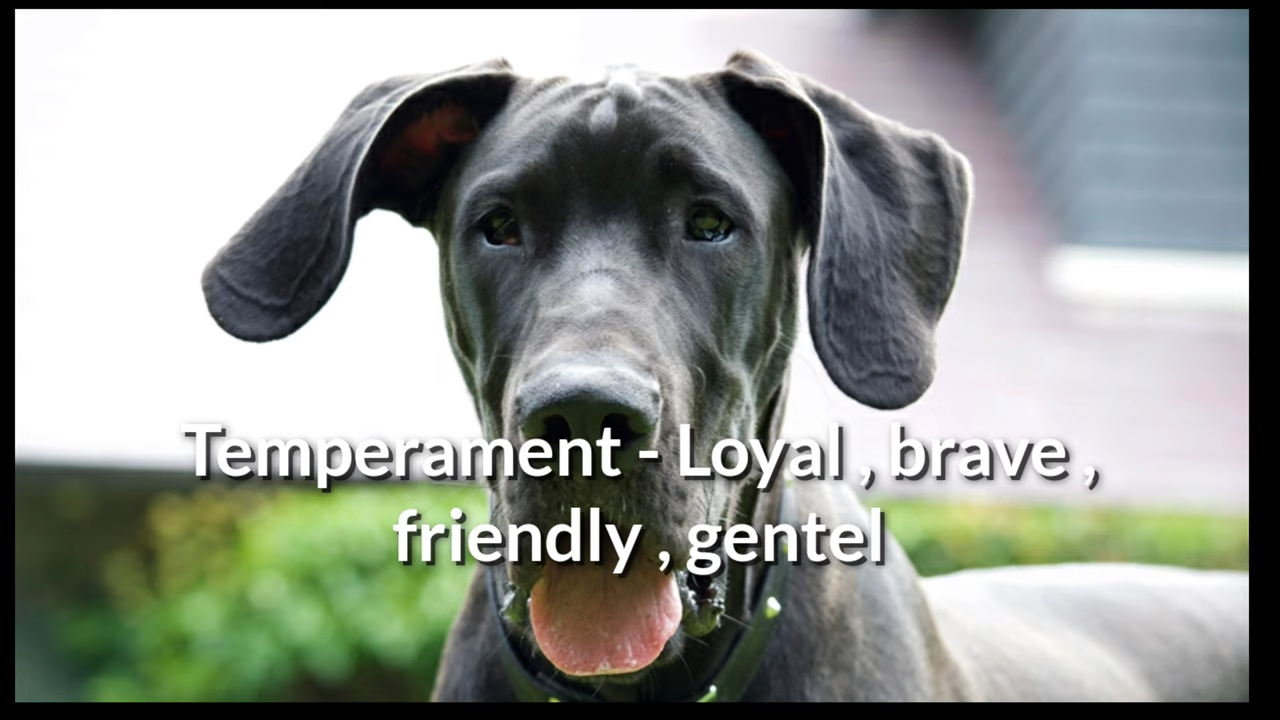 Temperament - Loyal , brave ,
friendly , gentel